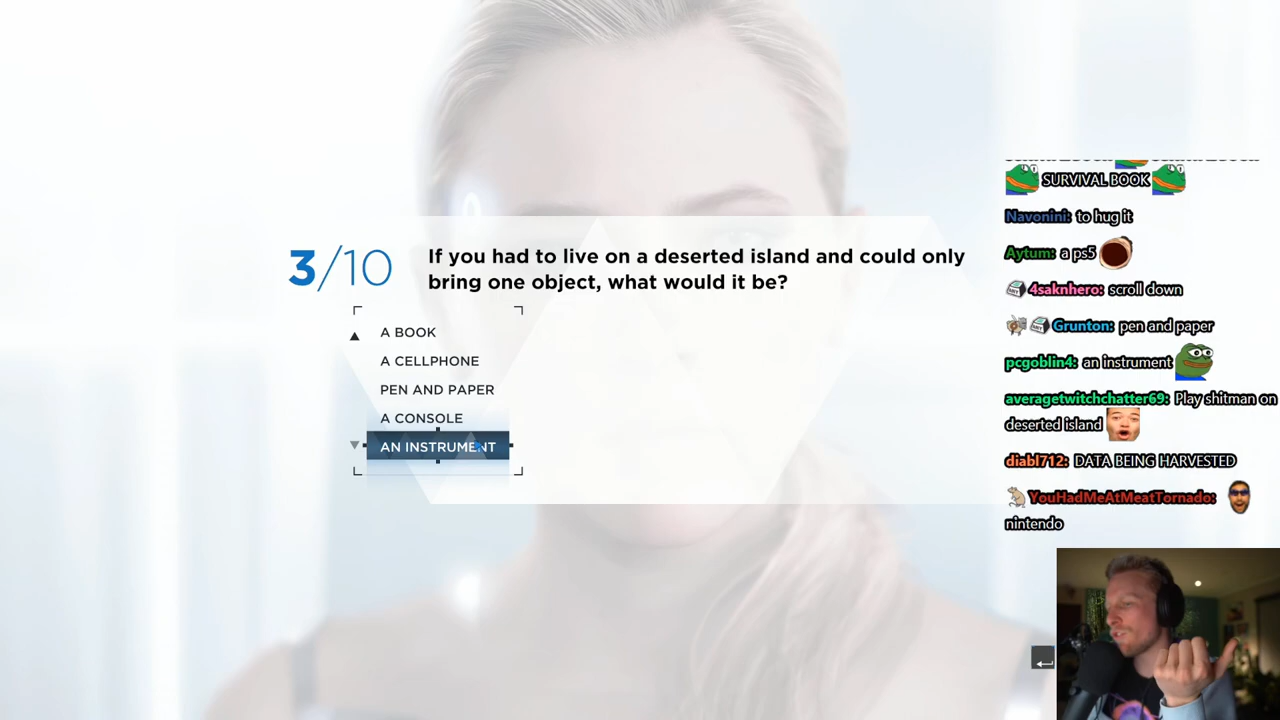 3/10
If you had to live on a deserted island and could only
bring one object, what would it be?
A BOOK
A CELLPHONE
PEN AND PAPER
A CONSOLE
AN INSTRUMENT
SURVIVAL BOOK
Navonini: to hug it
Aytum: a ps5
4saknhero: scroll down
Grunton: pen and paper
pcgoblin4: an instrument
averagetwitchchatter69: Play shitman on
deserted island
diabl712: DATA BEING HARVESTED
YouHadMeAtMeatTornado:
nintendo